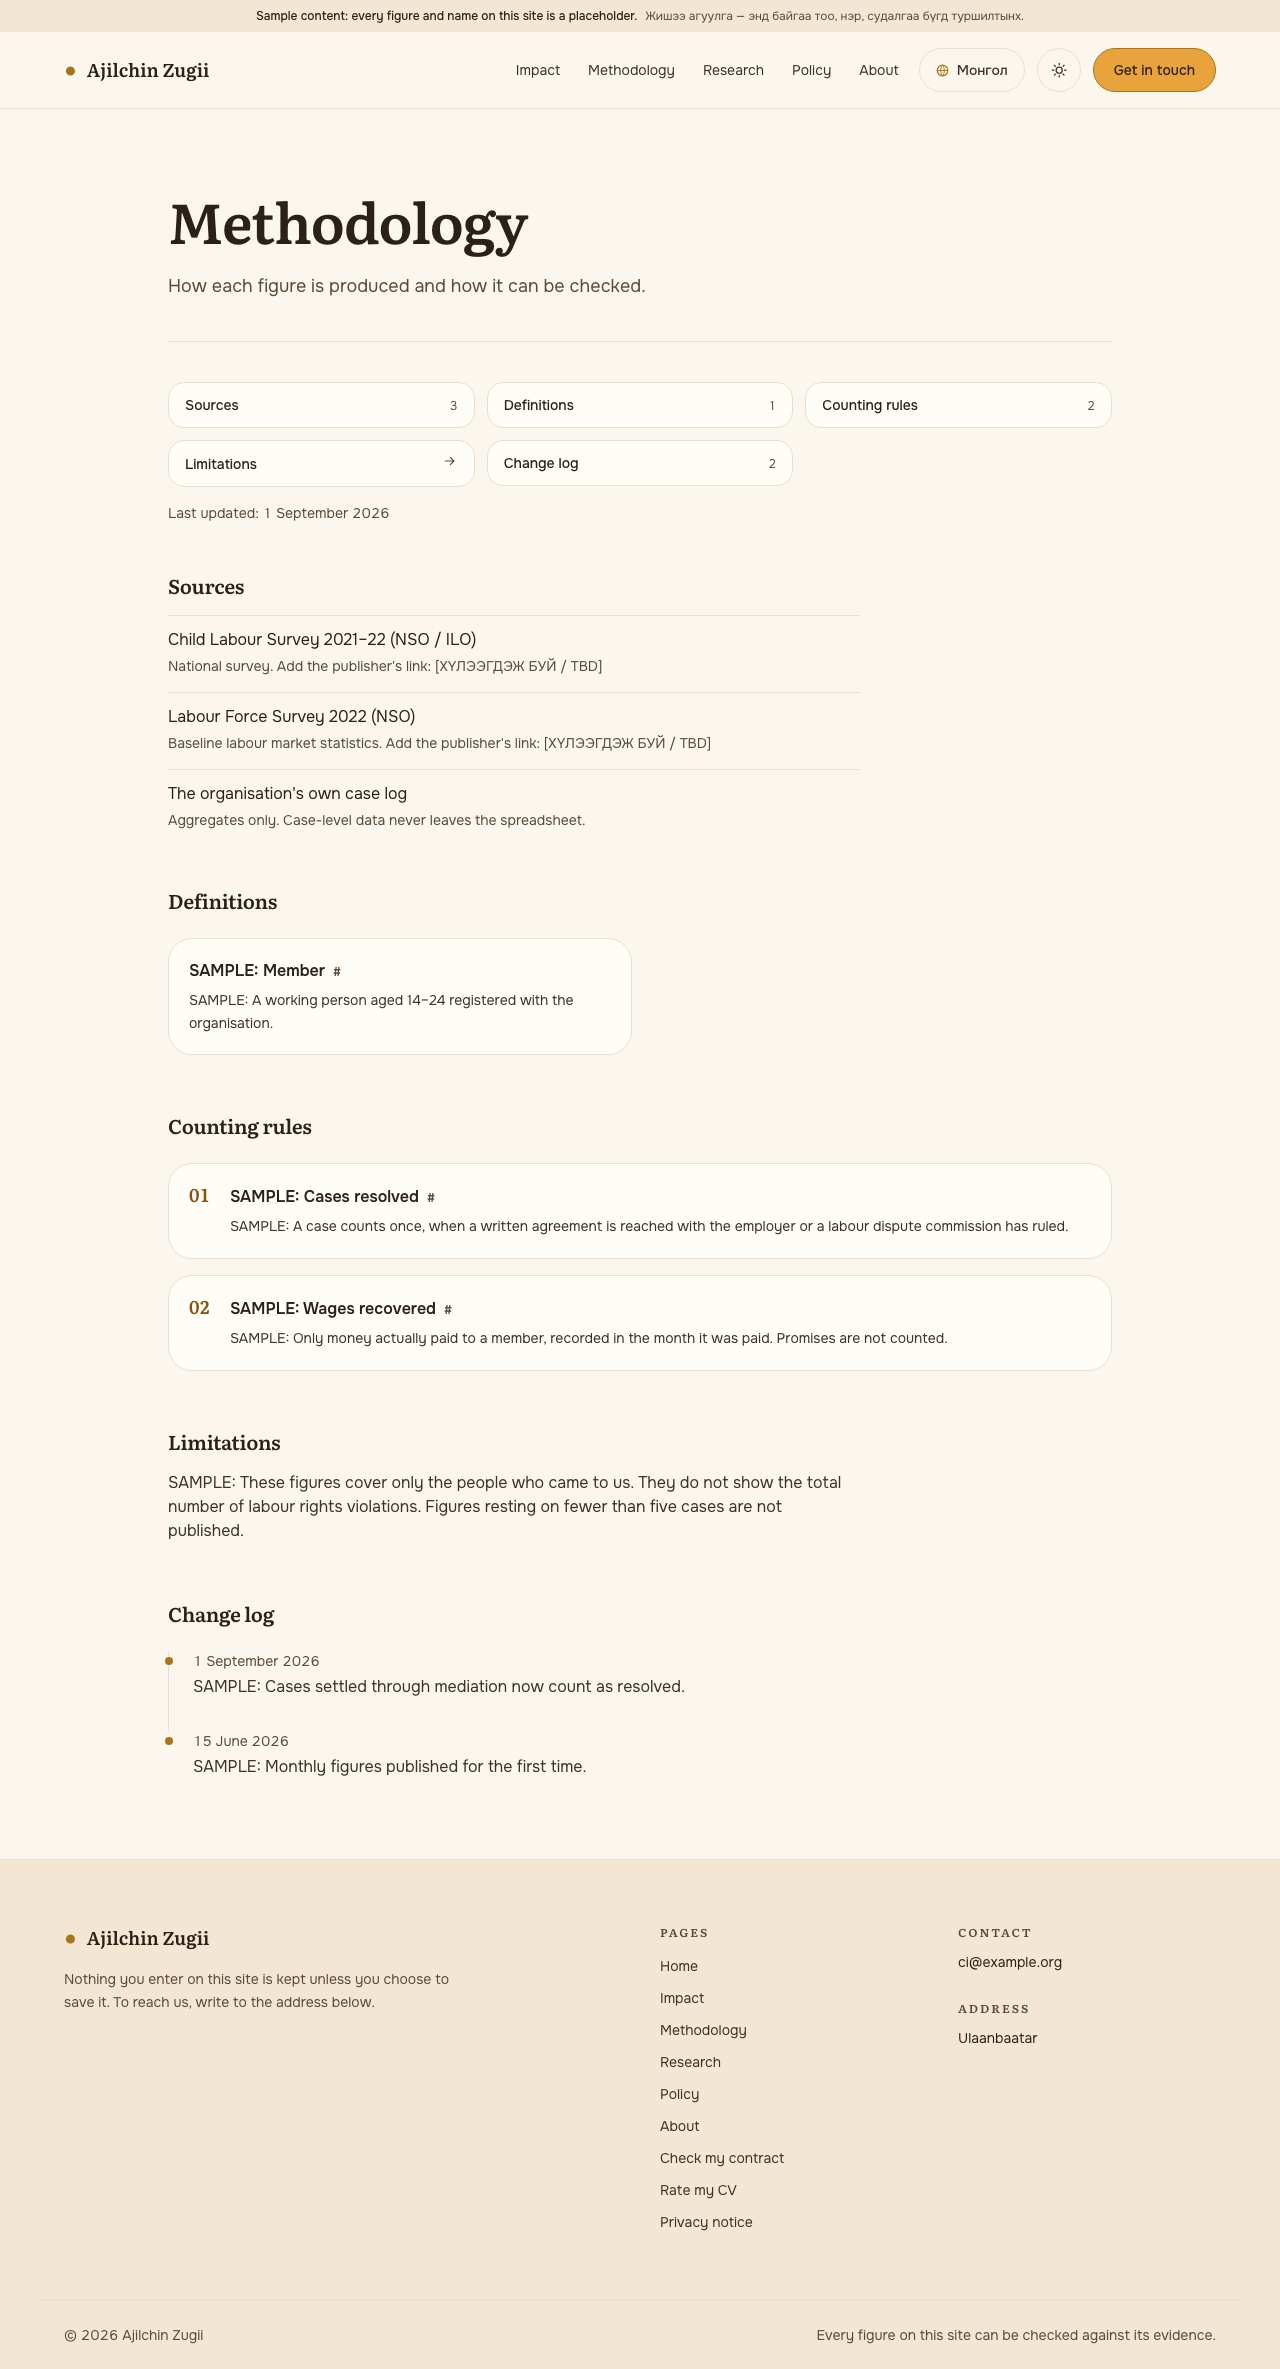 Sample content: every figure and name on this site is a placeholder. Жишээ агуулга — энд байгаа тоо, нэр, судалгаа бүгд туршилтынх.
Ajilchin Zugii
Impact Methodology Research Policy About Монгол Get in touch
Methodology
How each figure is produced and how it can be checked.
Sources 3 Definitions 1 Counting rules 2
Limitations → Change log 2
Last updated: 1 September 2026
Sources
Child Labour Survey 2021–22 (NSO / ILO)
National survey. Add the publisher's link: [ХҮЛЭЭГДЭЖ БУЙ / TBD]
Labour Force Survey 2022 (NSO)
Baseline labour market statistics. Add the publisher's link: [ХҮЛЭЭГДЭЖ БУЙ / TBD]
The organisation's own case log
Aggregates only. Case-level data never leaves the spreadsheet.
Definitions
SAMPLE: Member #
SAMPLE: A working person aged 14–24 registered with the
organisation.
Counting rules
01 SAMPLE: Cases resolved #
SAMPLE: A case counts once, when a written agreement is reached with the employer or a labour dispute commission has ruled.
02 SAMPLE: Wages recovered #
SAMPLE: Only money actually paid to a member, recorded in the month it was paid. Promises are not counted.
Limitations
SAMPLE: These figures cover only the people who came to us. They do not show the total
number of labour rights violations. Figures resting on fewer than five cases are not
published.
Change log
1 September 2026
SAMPLE: Cases settled through mediation now count as resolved.
15 June 2026
SAMPLE: Monthly figures published for the first time.
Ajilchin Zugii
Nothing you enter on this site is kept unless you choose to
save it. To reach us, write to the address below.
PAGES
Home
Impact
Methodology
Research
Policy
About
Check my contract
Rate my CV
Privacy notice
CONTACT
ci@example.org
ADDRESS
Ulaanbaatar
© 2026 Ajilchin Zugii
Every figure on this site can be checked against its evidence.